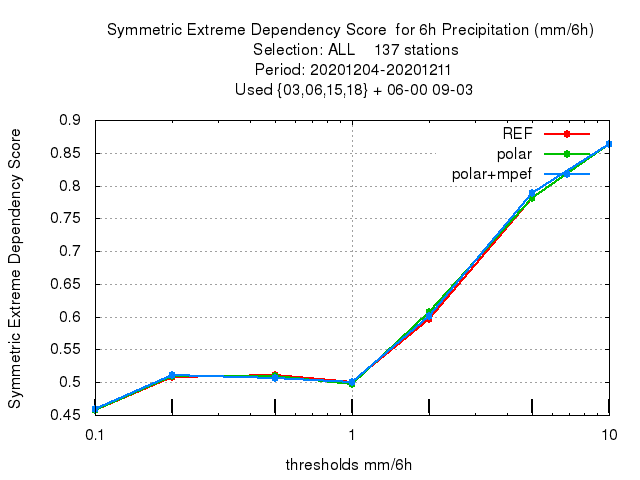 Symmetric Extreme Dependency Score  for 6h Precipitation (mm/6h)
Selection: ALL    137 stations
Period: 20201204-20201211
Used {03,06,15,18} + 06-00 09-03
Symmetric Extreme Dependency Score
0.9
0.85
0.8
0.75
0.7
0.65
0.6
0.55
0.5
0.45
REF
polar
polar+mpef
0.1
1
10
thresholds mm/6h